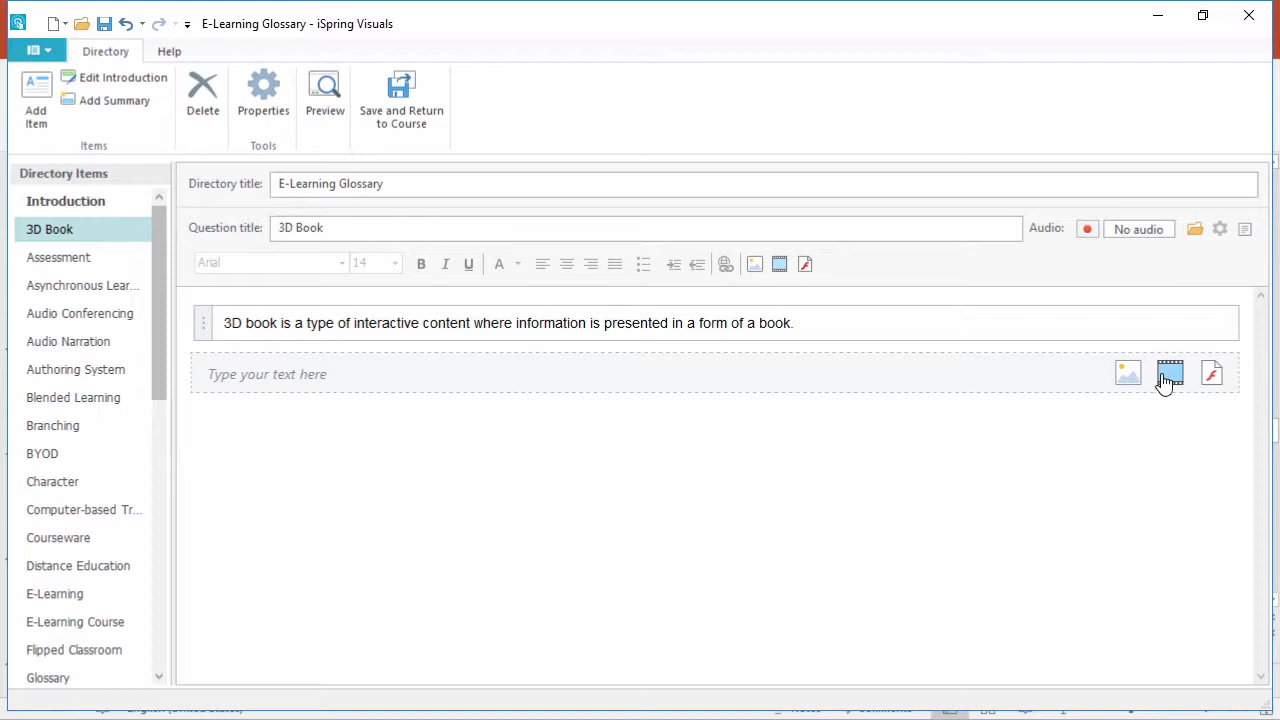 E-Learning Glossary - iSpring Visuals
Directory
Help
Add Item
Edit Introduction
Add Summary
Items
Delete
Properties
Tools
Preview
Save and Return to Course
Directory Items
Introduction
3D Book
Assessment
Asynchronous Lear...
Audio Conferencing
Audio Narration
Authoring System
Blended Learning
Branching
BYOD
Character
Computer-based Tr...
Courseware
Distance Education
E-Learning
E-Learning Course
Flipped Classroom
Glossary
Directory title: E-Learning Glossary
Question title: 3D Book
Audio: No audio
Arial 14 B I U A
3D book is a type of interactive content where information is presented in a form of a book.
Type your text here